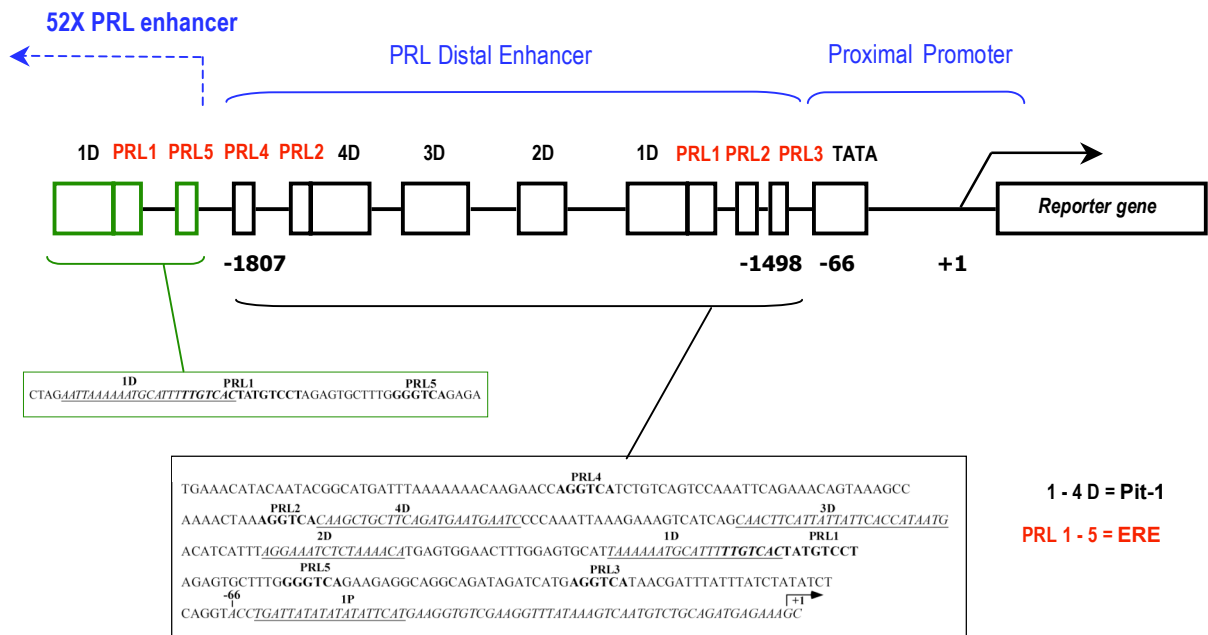 52X PRL enhancer
PRL Distal Enhancer
Proximal Promoter
1D PRL1 PRL5 PRL4 PRL2 4D 3D 2D 1D PRL1 PRL2 PRL3 TATA
Reporter gene
-1807 -1498 -66 +1
1D PRL1 PRL5
CTAGAATTAAAAAATGCATTTTTGTCACTATGTCCTAGAGTGCTTTGGGGTCAGAGA
PRL4
TGAAACATACAATACGGCATGATTTAAAAAAACAAGAACCAGGTCATCTGTCAGTCCAAATTCAGAAACAGTAAAGCC
PRL2 4D 3D
AAAACTAAAGGTCACAAGCTGCTTCAGATGAATGAATCCCCAAATTAAAGAAAGTCATCAGCAACTTCATTATTATTCACCATAATG
2D 1D PRL1
ACATCATTTAGGAAATCTCTAAAACATGAGTGGAACTTTGGAGTGCATTAAAAAATGCATTTTTGTCACTATGTCCT
PRL5 PRL3
AGAGTGCTTTGGGGTCAGAAGAGGCAGGCAGATAGATCATGAGGTCATAACGATTTATTTATCTATATCT
-66 1P +1
CAGGTACCTGATTATATATATATTCATGAAGGTGTCGAAGGTTTATAAAGTCAATGTCTGCAGATGAGAAAGC
1 - 4 D = Pit-1
PRL 1 - 5 = ERE